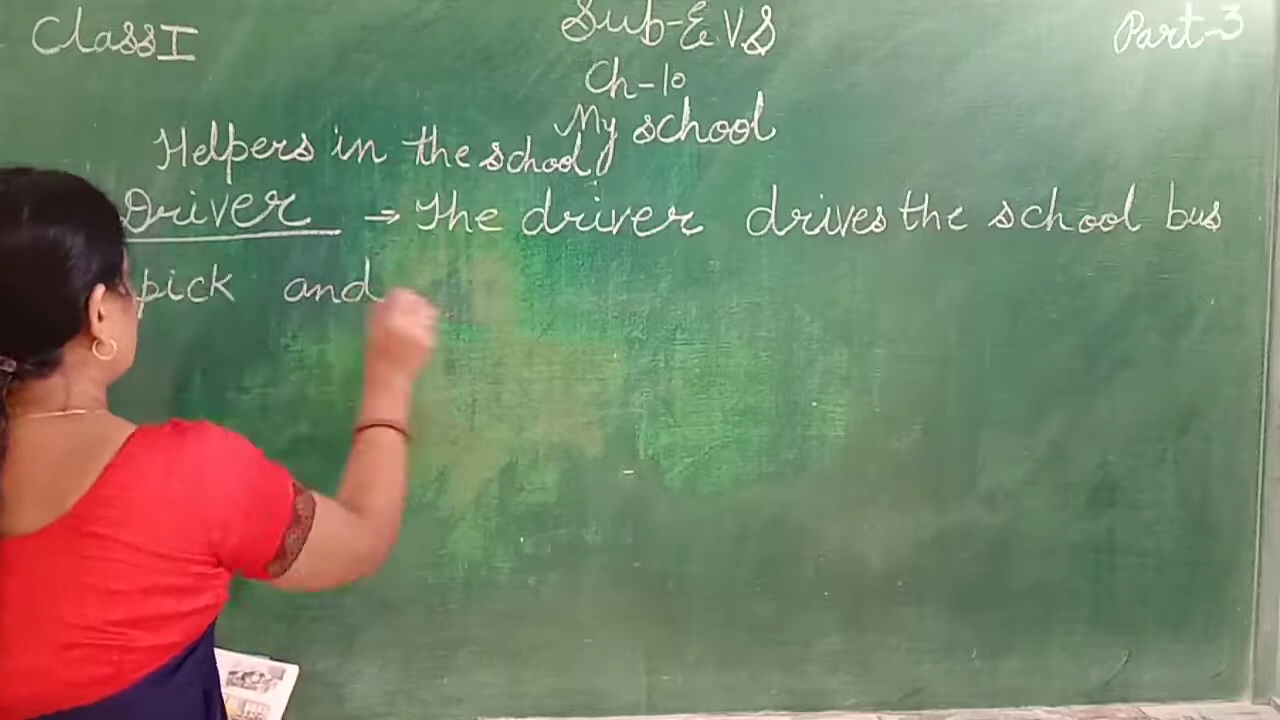 Class I
Sub-E.V.S
Part-3
Ch-10
My school
Helpers in the school
Driver → The driver drives the school bus
pick and